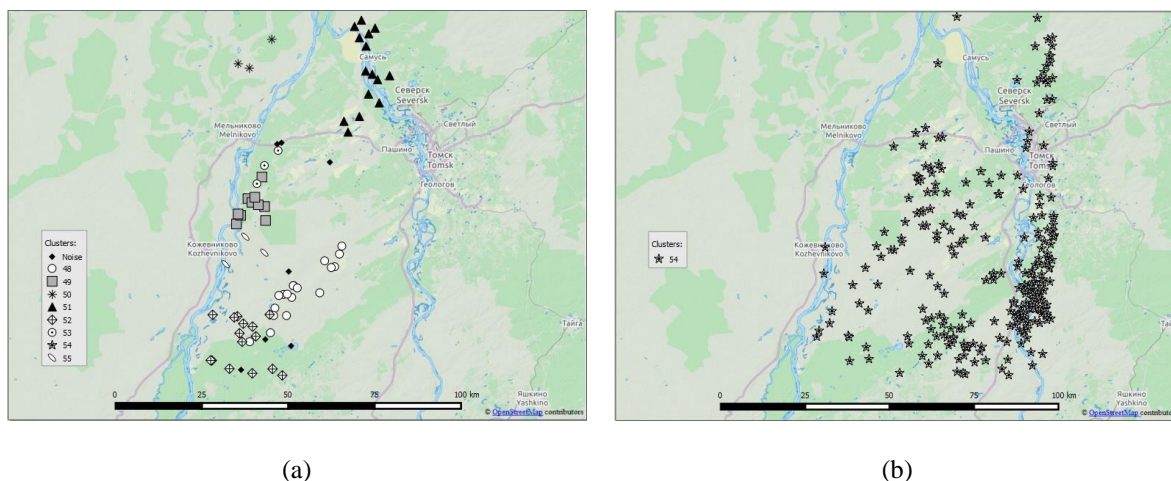 Самусь
Северск
Seversk
Светлый
Мельниково
Melnikovo
Пашино
Томск
Tomsk
Геологов
Кожевниково
Kozhevnikovo
Тайга
Яшкино
Yashkino
Clusters:
Noise
48
49
50
51
52
53
54
55
0 25 50 75 100 km
© OpenStreetMap contributors
(a)
Самусь
Северск
Seversk
Светлый
Мельниково
Melnikovo
Пашино
Томск
Tomsk
Геологов
Кожевниково
Kozhevnikovo
Тайга
Яшкино
Yashkino
Clusters:
54
0 25 50 75 100 km
© OpenStreetMap contributors
(b)